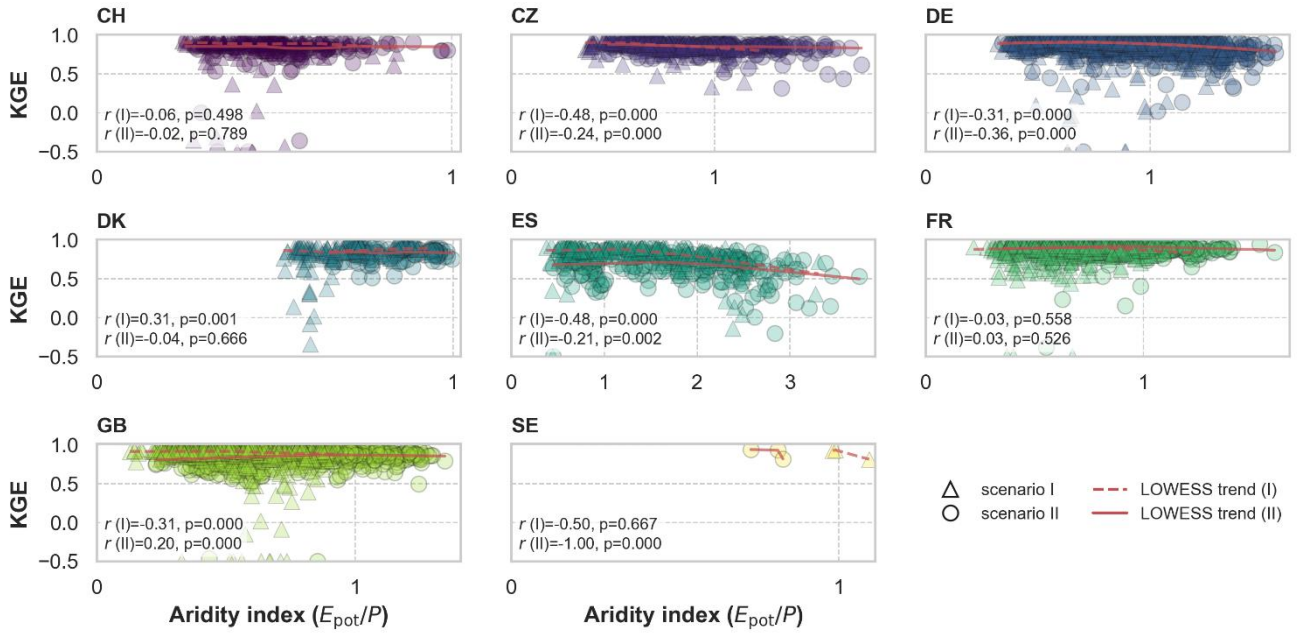 CH
CZ
DE
KGE
1.0
0.5
0.0
−0.5
r (I)=-0.06, p=0.498
r (II)=-0.02, p=0.789
0
1
r (I)=-0.48, p=0.000
r (II)=-0.24, p=0.000
0
1
r (I)=-0.31, p=0.000
r (II)=-0.36, p=0.000
0
1
DK
ES
FR
KGE
1.0
0.5
0.0
−0.5
r (I)=0.31, p=0.001
r (II)=-0.04, p=0.666
0
1
r (I)=-0.48, p=0.000
r (II)=-0.21, p=0.002
0
1
2
3
r (I)=-0.03, p=0.558
r (II)=0.03, p=0.526
0
1
GB
SE
KGE
1.0
0.5
0.0
−0.5
r (I)=-0.31, p=0.000
r (II)=0.20, p=0.000
0
1
r (I)=-0.50, p=0.667
r (II)=-1.00, p=0.000
0
1
scenario I
LOWESS trend (I)
scenario II
LOWESS trend (II)
Aridity index (Epot/P)
Aridity index (Epot/P)